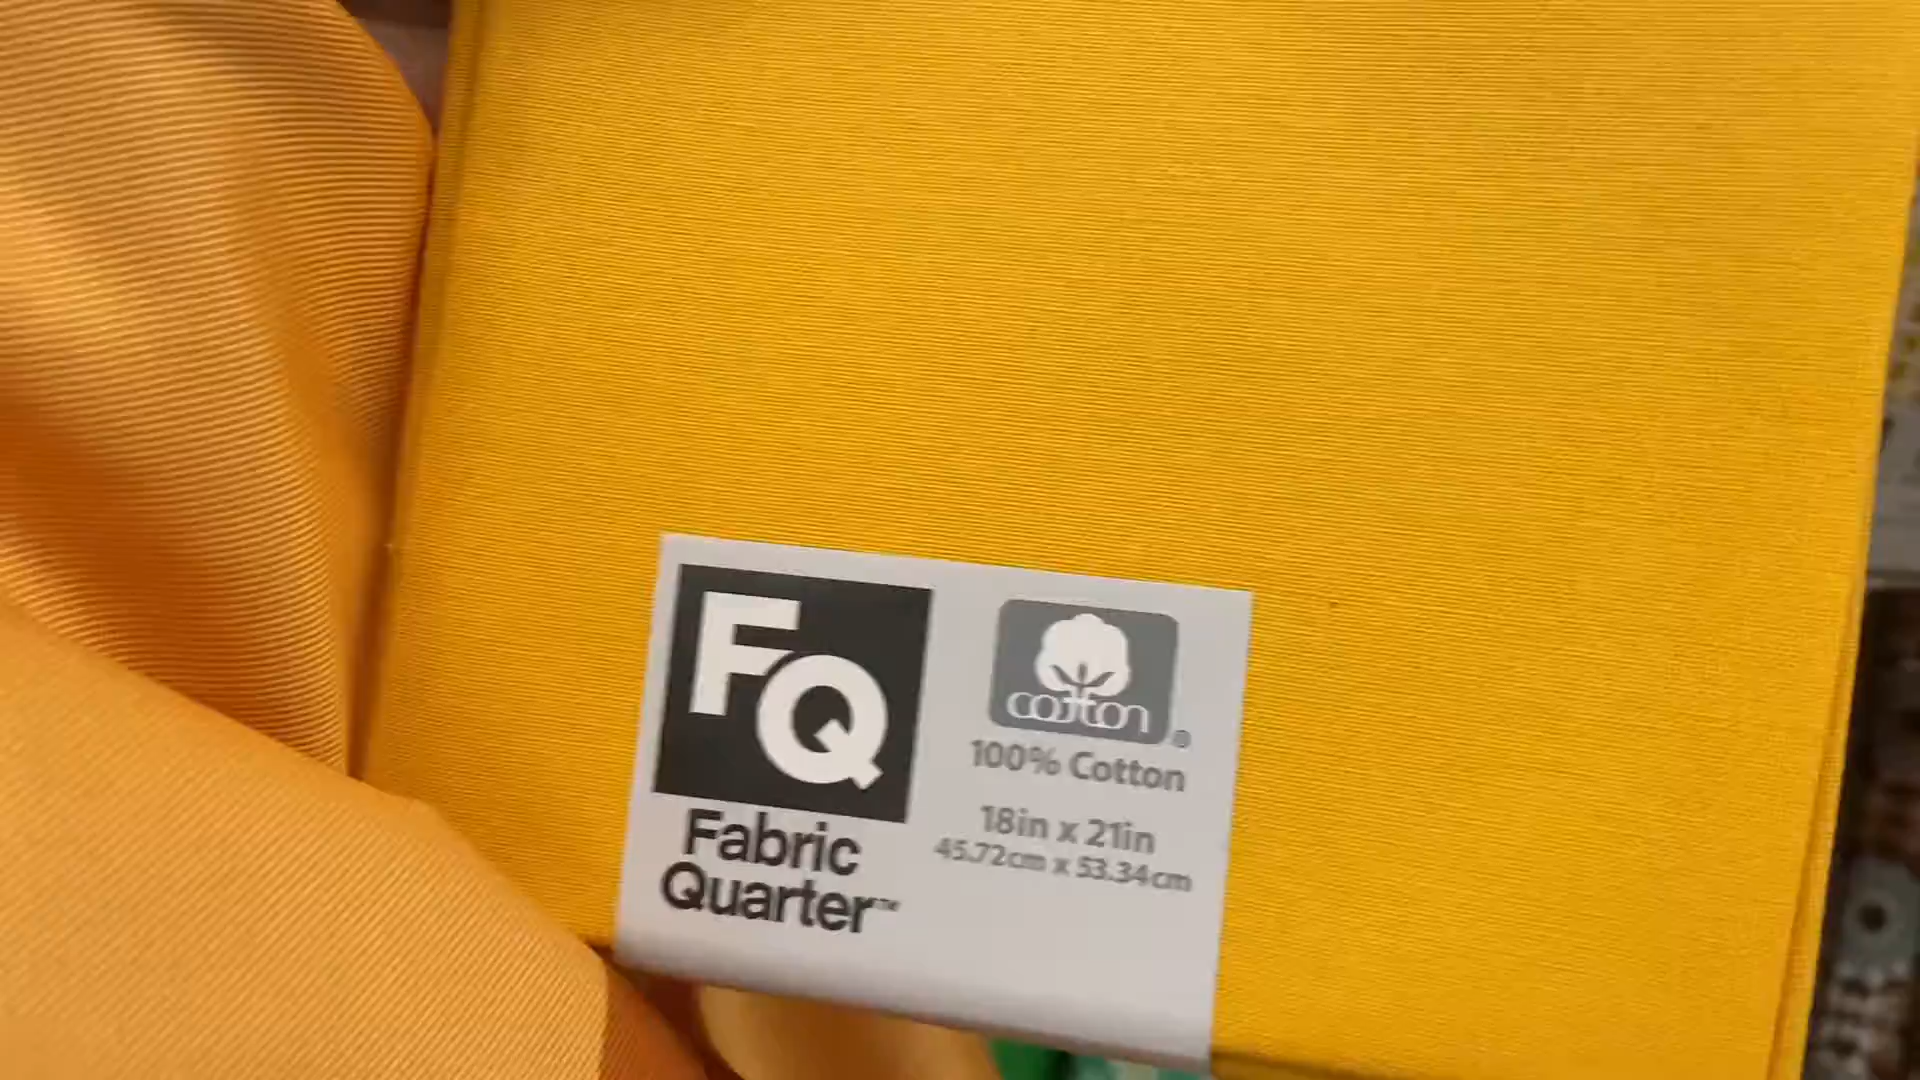 FQ
Fabric
Quarter™
cotton®
100% Cotton
18in x 21in
45.72cm x 53.34cm